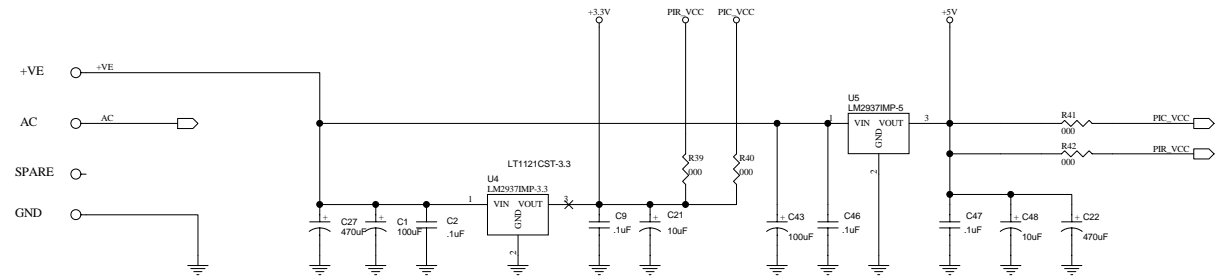 +3.3V
PIR_VCC
PIC_VCC
+5V
+VE
+VE
U5
LM2937IMP-5
AC
AC
1
VIN
VOUT
GND
3
2
R41
000
PIC_VCC
R42
000
PIR_VCC
R39
000
R40
000
LT1121CST-3.3
SPARE
U4
LM2937IMP-3.3
1
VIN
VOUT
GND
3
2
GND
+
C27
470uF
+
C1
100uF
C2
.1uF
C9
.1uF
+
C21
10uF
+
C43
100uF
C46
.1uF
C47
.1uF
+
C48
10uF
+
C22
470uF